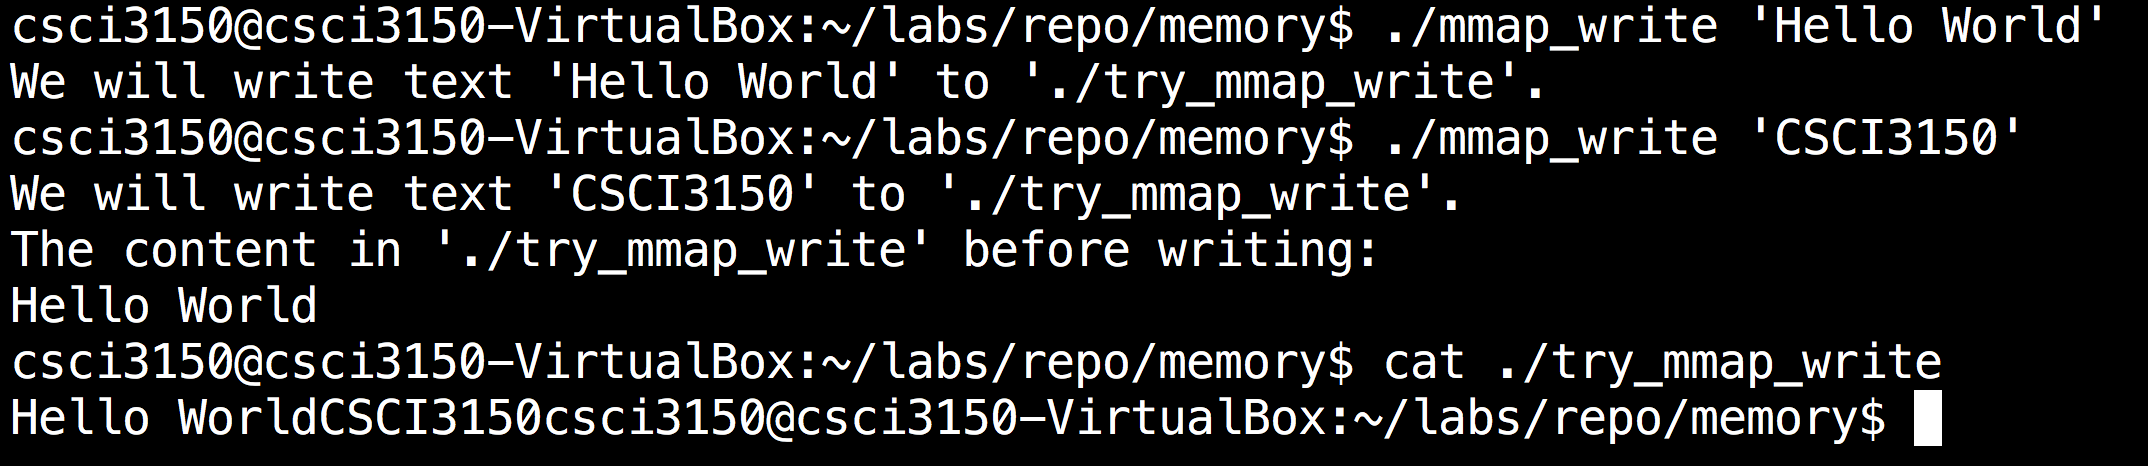 csci3150@csci3150-VirtualBox:~/labs/repo/memory$ ./mmap_write 'Hello World'
We will write text 'Hello World' to './try_mmap_write'.
csci3150@csci3150-VirtualBox:~/labs/repo/memory$ ./mmap_write 'CSCI3150'
We will write text 'CSCI3150' to './try_mmap_write'.
The content in './try_mmap_write' before writing:
Hello World
csci3150@csci3150-VirtualBox:~/labs/repo/memory$ cat ./try_mmap_write
Hello WorldCSCI3150csci3150@csci3150-VirtualBox:~/labs/repo/memory$